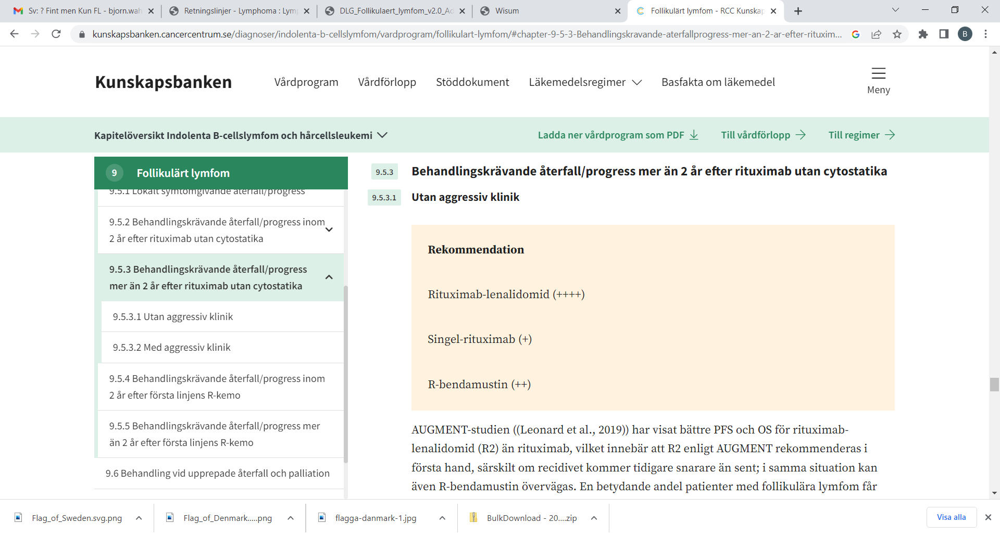 Sv: ? Fint men Kun FL - bjorn.wah
Retningslinjer - Lymphoma : Lymp
DLG_Follikulaert_lymfom_v2.0_Ad
Wisum
Follikulärt lymfom - RCC Kunskap
kunskapsbanken.cancercentrum.se/diagnoser/indolenta-b-cellslymfom/vardprogram/follikulart-lymfom/#chapter-9-5-3-Behandlingskravande-aterfallprogress-mer-an-2-ar-efter-rituxim...
B
Kunskapsbanken
Vårdprogram
Vårdförlopp
Stöddokument
Läkemedelsregimer
Basfakta om läkemedel
Meny
Kapitelöversikt Indolenta B-cellslymfom och hårcellsleukemi
Ladda ner vårdprogram som PDF
Till vårdförlopp
Till regimer
9 Follikulärt lymfom
9.5.1 Lokalt symtomgivande återfall/progress
9.5.2 Behandlingskrävande återfall/progress inom
2 år efter rituximab utan cytostatika
9.5.3 Behandlingskrävande återfall/progress
mer än 2 år efter rituximab utan cytostatika
9.5.3.1 Utan aggressiv klinik
9.5.3.2 Med aggressiv klinik
9.5.4 Behandlingskrävande återfall/progress inom
2 år efter första linjens R-kemo
9.5.5 Behandlingskrävande återfall/progress mer
än 2 år efter första linjens R-kemo
9.6 Behandling vid upprepade återfall och palliation
9.5.3 Behandlingskrävande återfall/progress mer än 2 år efter rituximab utan cytostatika
9.5.3.1 Utan aggressiv klinik
Rekommendation
Rituximab-lenalidomid (++++)
Singel-rituximab (+)
R-bendamustin (++)
AUGMENT-studien ((Leonard et al., 2019)) har visat bättre PFS och OS för rituximab-
lenalidomid (R2) än rituximab, vilket innebär att R2 enligt AUGMENT rekommenderas i
första hand, särskilt om recidivet kommer tidigare snarare än sent; i samma situation kan
även R-bendamustin övervägas. En betydande andel patienter med follikulära lymfom får
Flag_of_Sweden.svg.png
Flag_of_Denmark.....png
flagga-danmark-1.jpg
BulkDownload - 20....zip
Visa alla